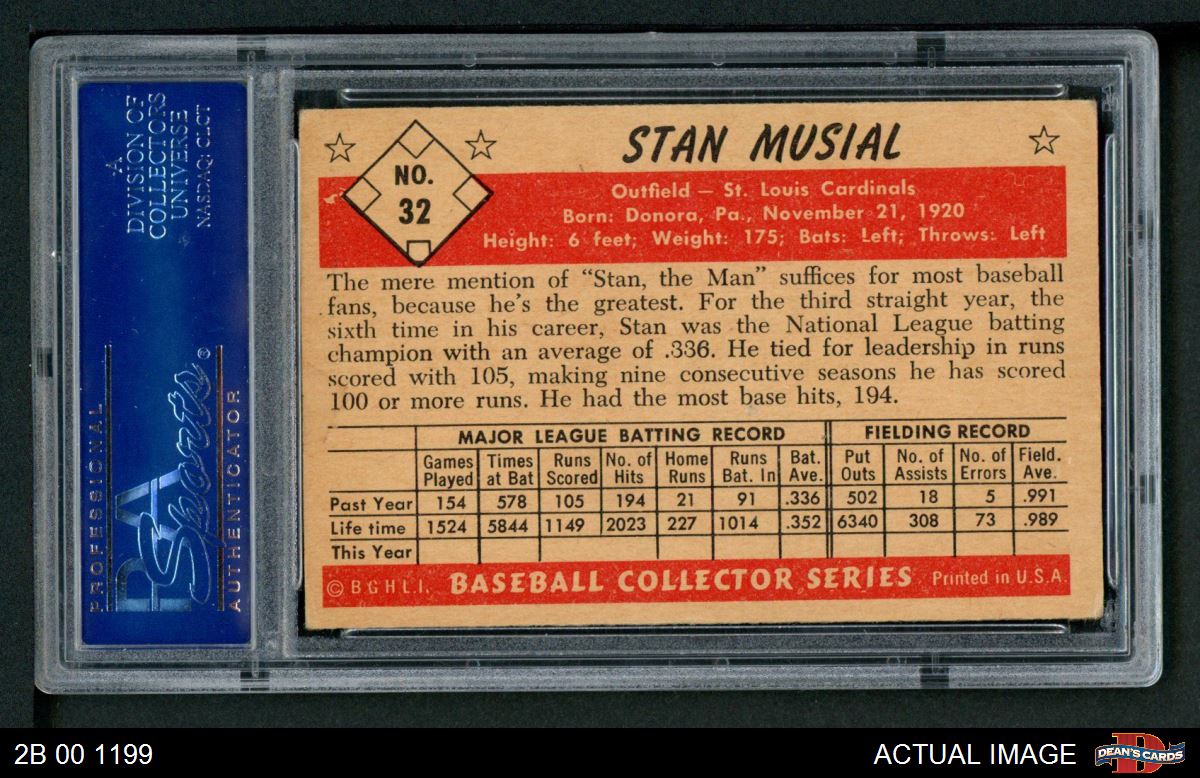 A
DIVISION OF
COLLECTORS
UNIVERSE
NASDAQ: CLCT
PROFESSIONAL
PSA
Sports®
AUTHENTICATOR
NO.
32
STAN MUSIAL
Outfield — St. Louis Cardinals
Born: Donora, Pa., November 21, 1920
Height: 6 feet; Weight: 175; Bats: Left; Throws: Left
The mere mention of "Stan, the Man" suffices for most baseball
fans, because he's the greatest. For the third straight year, the
sixth time in his career, Stan was the National League batting
champion with an average of .336. He tied for leadership in runs
scored with 105, making nine consecutive seasons he has scored
100 or more runs. He had the most base hits, 194.
MAJOR LEAGUE BATTING RECORD FIELDING RECORD
Games Times Runs No. of Home Runs Bat. Put No. of No. of Field.
Played at Bat Scored Hits Runs Bat. In Ave. Outs Assists Errors Ave.
Past Year 154 578 105 194 21 91 .336 502 18 5 .991
Life time 1524 5844 1149 2023 227 1014 .352 6340 308 73 .989
This Year
© B G H L I. BASEBALL COLLECTOR SERIES Printed in U.S.A.
2B 00 1199
ACTUAL IMAGE
DEAN'S CARDS